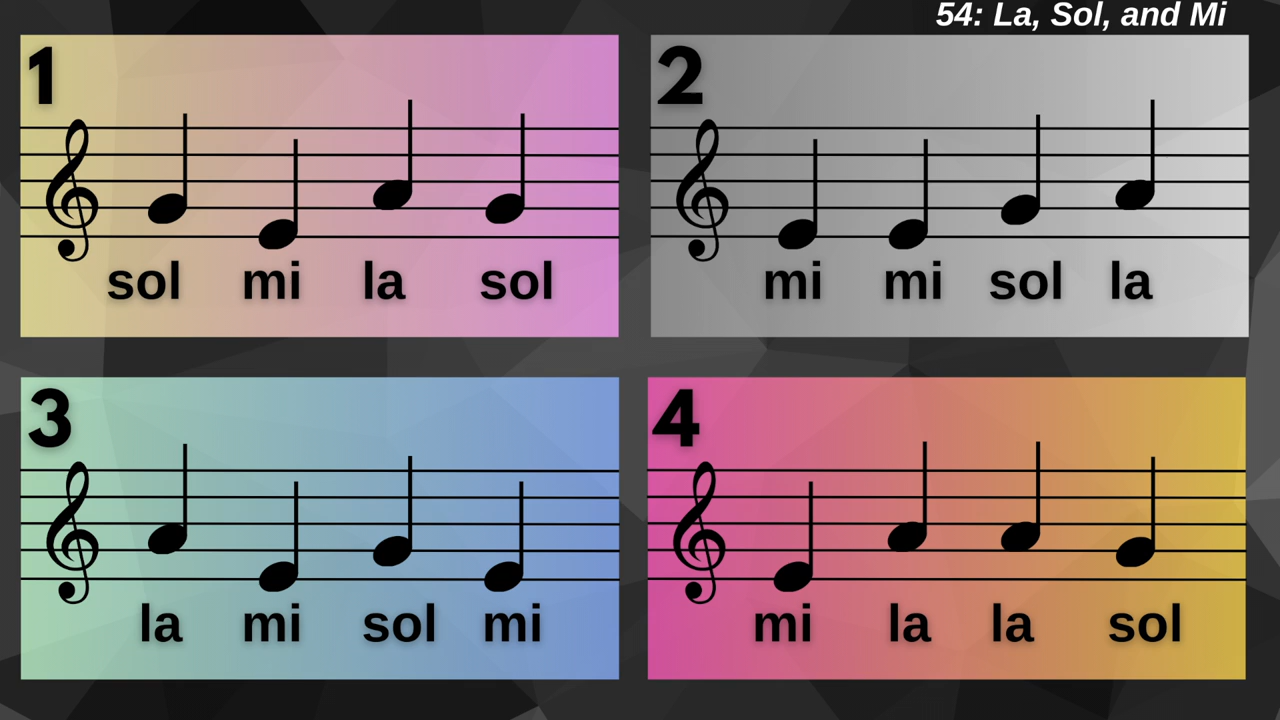 54: La, Sol, and Mi
1
sol mi la sol
2
mi mi sol la
3
la mi sol mi
4
mi la la sol